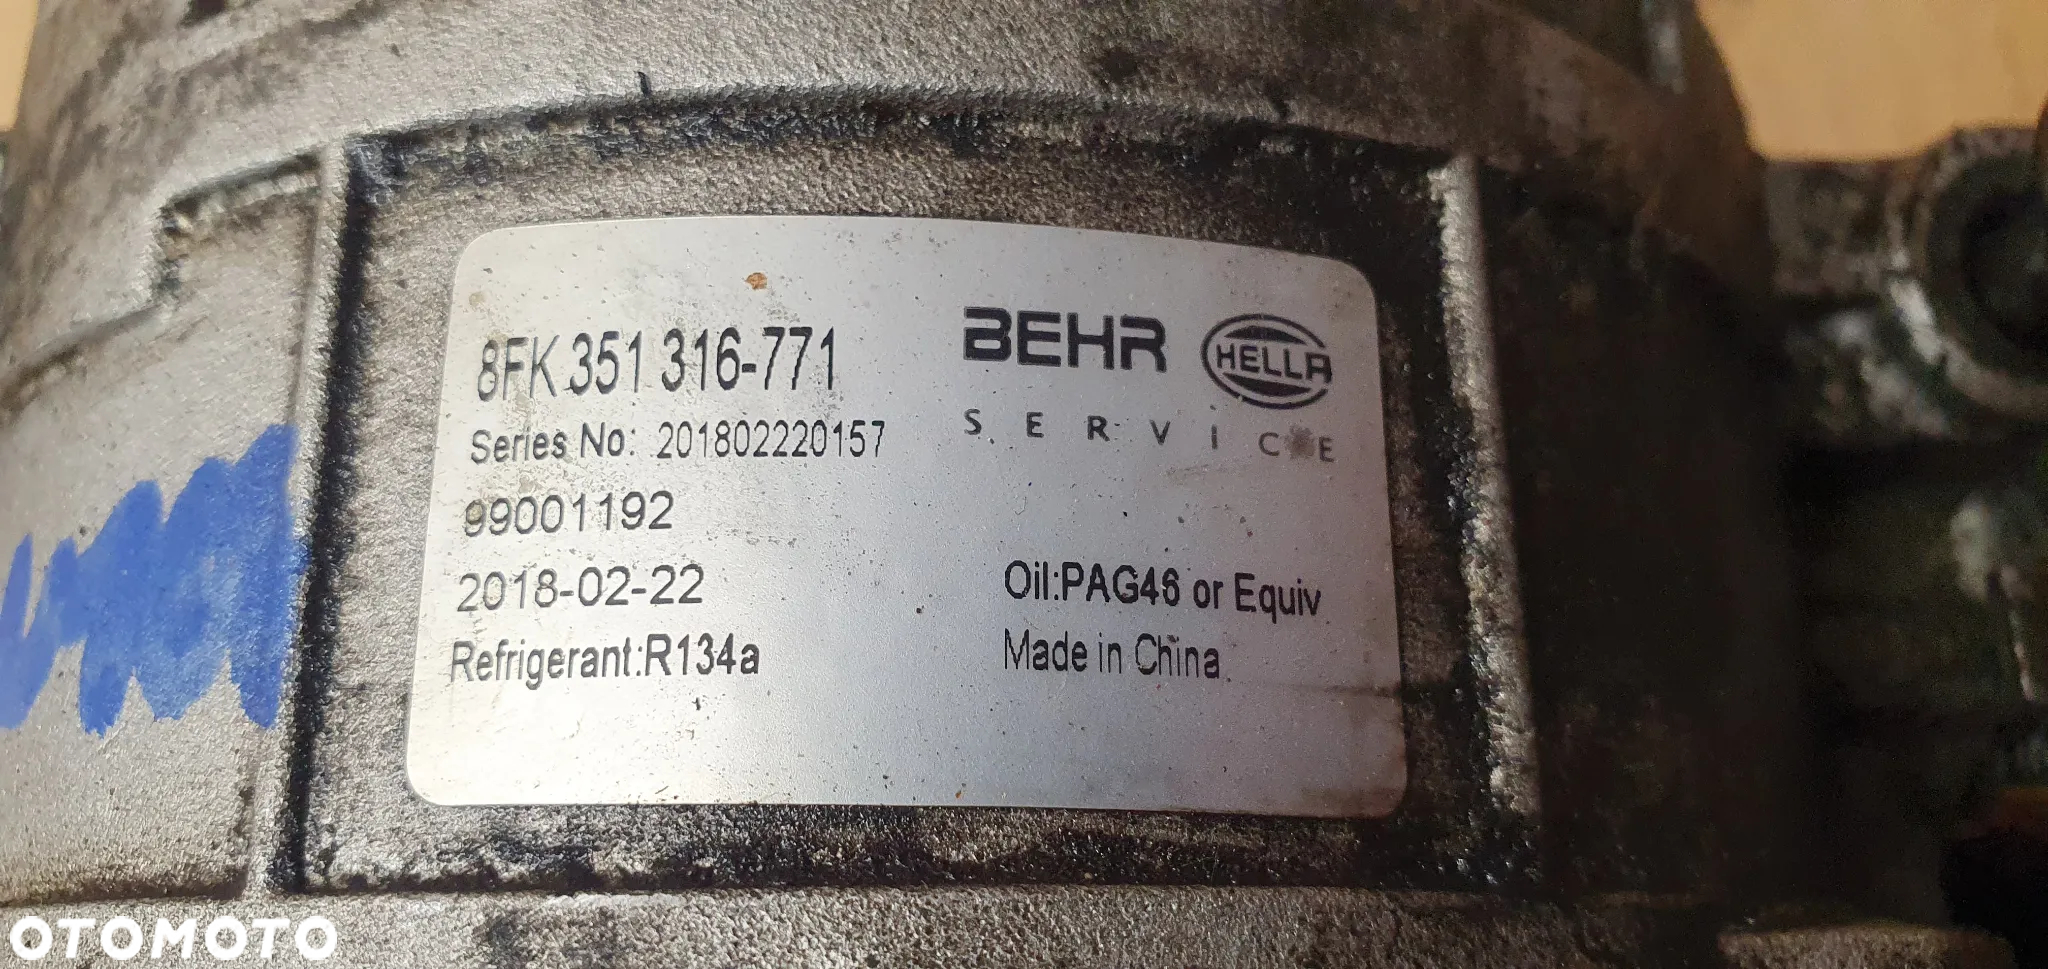 8FK 351 316-771
BEHR HELLA
SERVICE
Series No: 201802220157
99001192
2018-02-22
Oil:PAG46 or Equiv
Refrigerant:R134a
Made in China
OTOMOTO